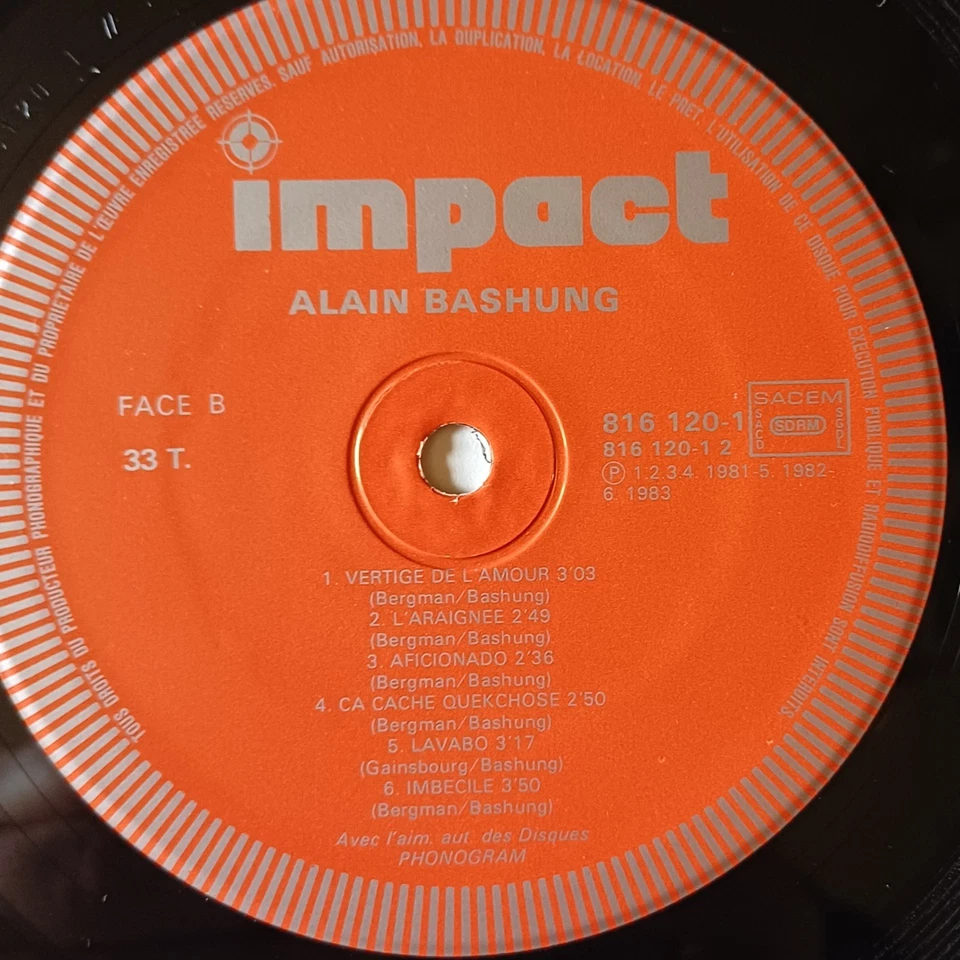 TOUS DROITS DU PRODUCTEUR PHONOGRAPHIQUE ET DU PROPRIETAIRE DE L'ŒUVRE ENREGISTREE RESERVES. SAUF AUTORISATION, LA DUPLICATION, LA LOCATION, LE PRET, L'UTILISATION DE CE DISQUE POUR EXECUTION PUBLIQUE ET RADIODIFFUSION SONT INTERDITS.
impact
ALAIN BASHUNG
FACE B
33 T.
816 120-1
816 120-1 2
Ⓟ 1.2.3.4. 1981-5. 1982-
6. 1983
SACEM
SACD
SDRM
SGDL
1. VERTIGE DE L'AMOUR 3'03
(Bergman/Bashung)
2. L'ARAIGNEE 2'49
(Bergman/Bashung)
3. AFICIONADO 2'36
(Bergman/Bashung)
4. CA CACHE QUEKCHOSE 2'50
(Bergman/Bashung)
5. LAVABO 3'17
(Gainsbourg/Bashung)
6. IMBECILE 3'50
(Bergman/Bashung)
Avec l'aim. aut. des Disques
PHONOGRAM